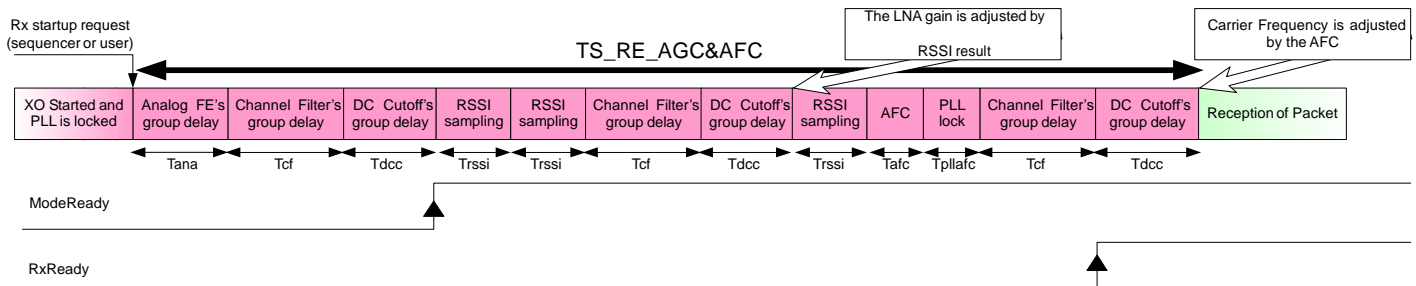 Rx startup request
(sequencer or user)
TS_RE_AGC&AFC
The LNA gain is adjusted by
RSSI result
Carrier Frequency is adjusted
by the AFC
XO Started and
PLL is locked
Analog FE's
group delay
Channel Filter's
group delay
DC Cutoff's
group delay
RSSI
sampling
RSSI
sampling
Channel Filter's
group delay
DC Cutoff's
group delay
RSSI
sampling
AFC
PLL
lock
Channel Filter's
group delay
DC Cutoff's
group delay
Reception of Packet
Tana
Tcf
Tdcc
Trssi
Trssi
Tcf
Tdcc
Trssi
Tafc
Tpllafc
Tcf
Tdcc
ModeReady
RxReady